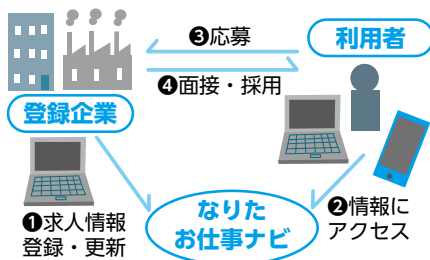 ❸応募
利用者
❹面接・採用
登録企業
❶求人情報
登録・更新
なりた
お仕事ナビ
❷情報に
アクセス